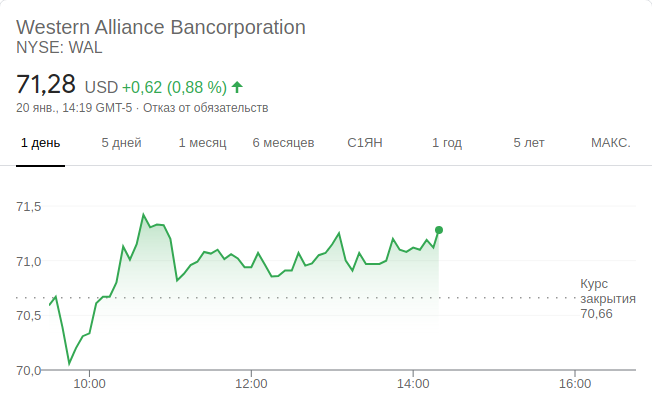 Western Alliance Bancorporation
NYSE: WAL
71,28 USD +0,62 (0,88 %)
20 янв., 14:19 GMT-5 · Отказ от обязательств
1 день 5 дней 1 месяц 6 месяцев С1ЯН 1 год 5 лет МАКС.
71,5
71,0
Курс
закрытия
70,66
70,5
70,0
10:00 12:00 14:00 16:00